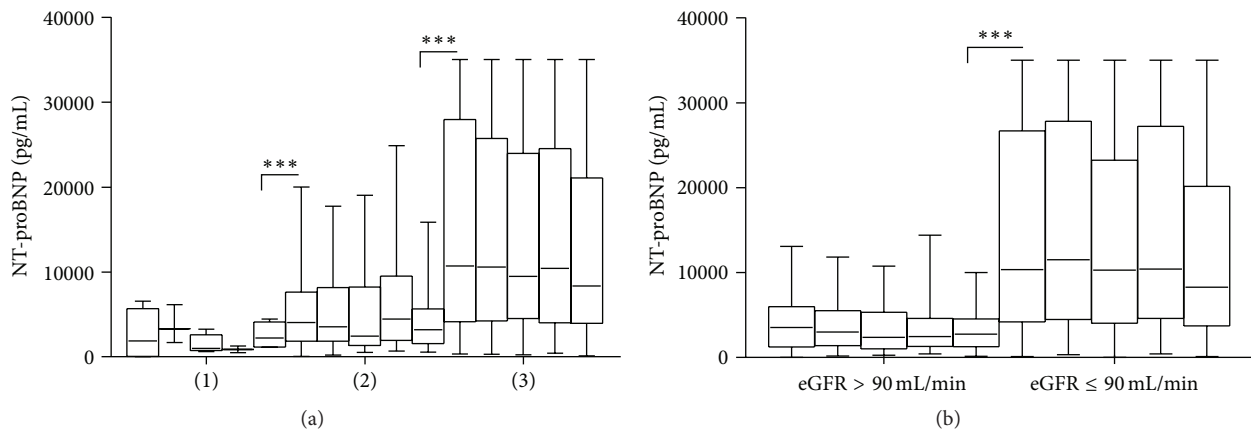 40000
30000
20000
10000
0
NT-proBNP (pg/mL)
***
***
(1)
(2)
(3)
(a)
40000
30000
20000
10000
0
NT-proBNP (pg/mL)
***
eGFR > 90 mL/min
eGFR ≤ 90 mL/min
(b)